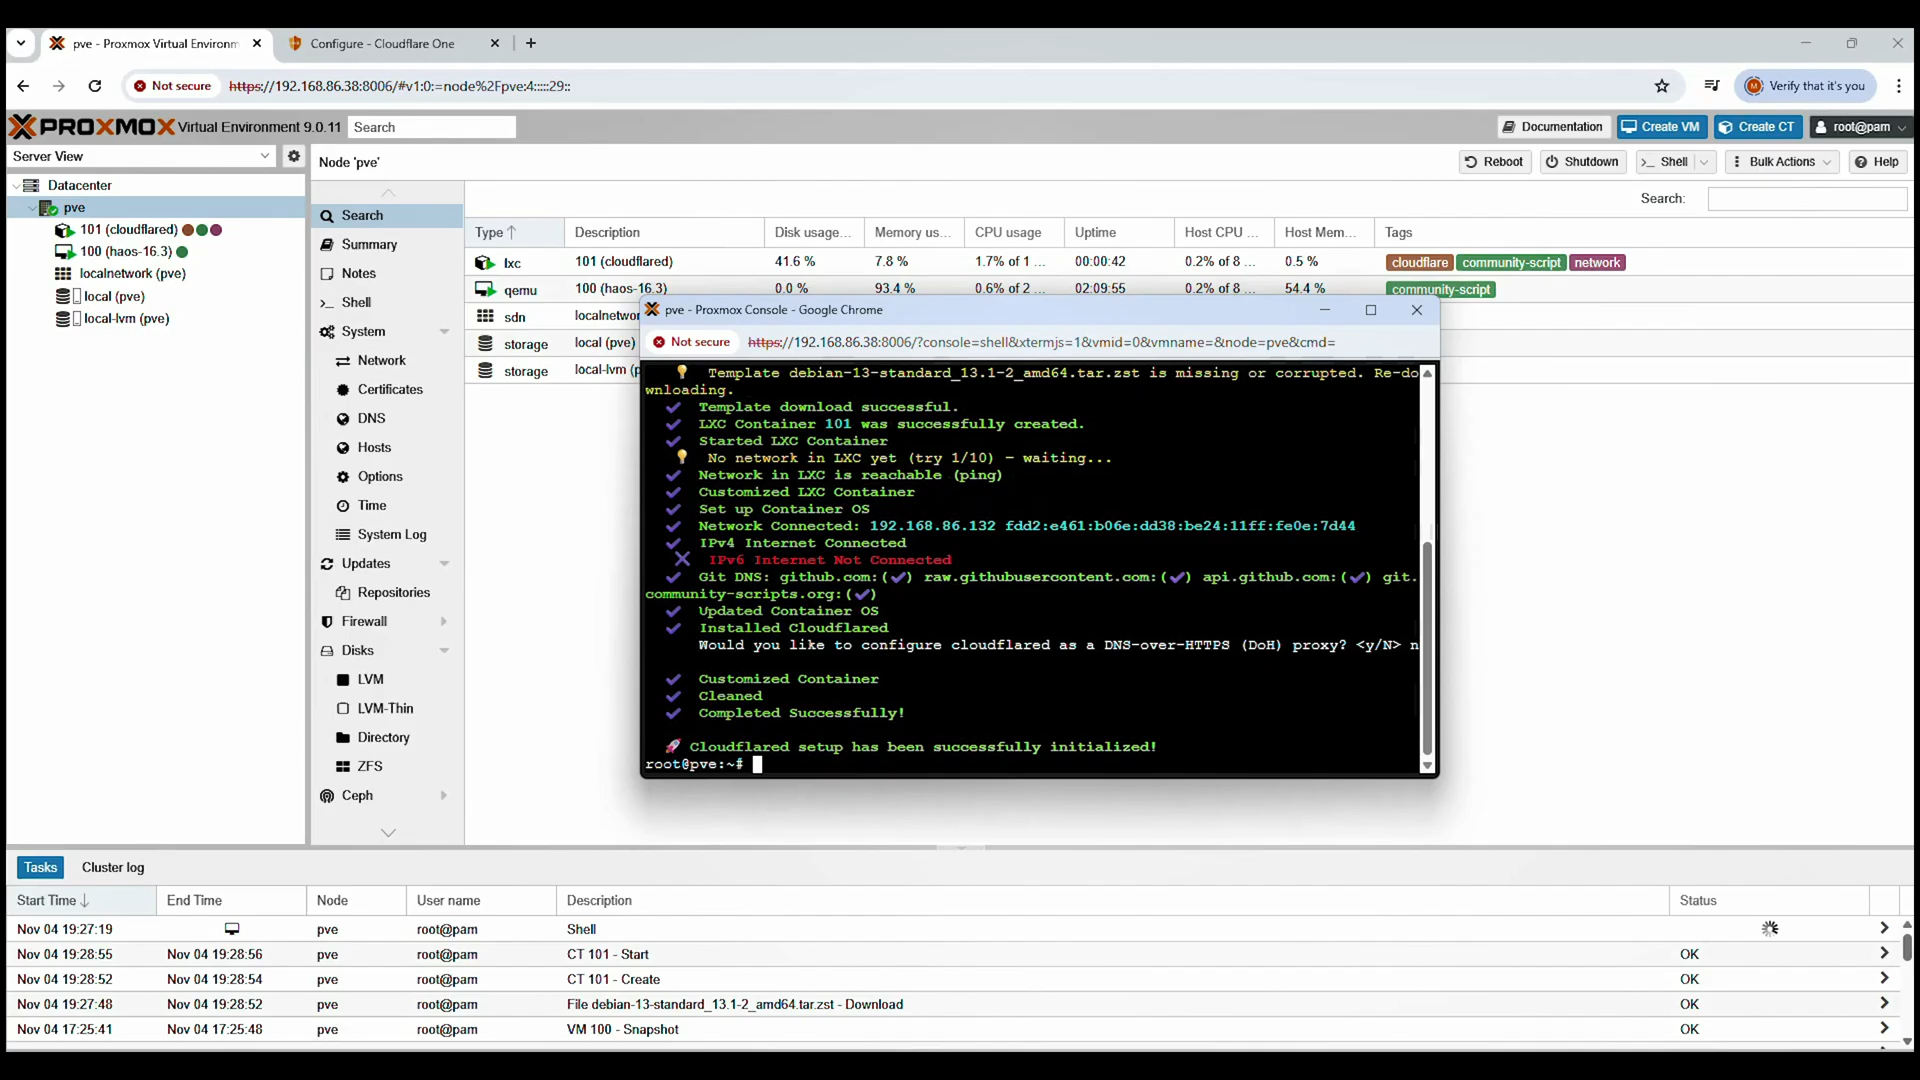 pve - Proxmox Virtual Environm
Configure - Cloudflare One
Not secure
https://192.168.86.38:8006/#v1:0:=node%2Fpve:4:::::29::
Verify that it's you
PROXMOX Virtual Environment 9.0.11
Search
Documentation
Create VM
Create CT
root@pam
Server View
Node 'pve'
Reboot
Shutdown
Shell
Bulk Actions
Help
Datacenter
pve
101 (cloudflared)
100 (haos-16.3)
localnetwork (pve)
local (pve)
local-lvm (pve)
Search
Summary
Notes
Shell
System
Network
Certificates
DNS
Hosts
Options
Time
System Log
Updates
Repositories
Firewall
Disks
LVM
LVM-Thin
Directory
ZFS
Ceph
Search:
Type Description Disk usage... Memory us... CPU usage Uptime Host CPU ... Host Mem... Tags
lxc 101 (cloudflared) 41.6 % 7.8 % 1.7% of 1 ... 00:00:42 0.2% of 8 ... 0.5 % cloudflare community-script network
qemu 100 (haos-16.3) 0.0 % 93.4 % 0.6% of 2 ... 02:09:55 0.2% of 8 ... 54.4 % community-script
sdn localnetwor
storage local (pve)
storage local-lvm (p
pve - Proxmox Console - Google Chrome
Not secure
https://192.168.86.38:8006/?console=shell&xtermjs=1&vmid=0&vmname=&node=pve&cmd=
Template debian-13-standard_13.1-2_amd64.tar.zst is missing or corrupted. Re-do
wnloading.
Template download successful.
LXC Container 101 was successfully created.
Started LXC Container
No network in LXC yet (try 1/10) – waiting...
Network in LXC is reachable (ping)
Customized LXC Container
Set up Container OS
Network Connected: 192.168.86.132 fdd2:e461:b06e:dd38:be24:11ff:fe0e:7d44
IPv4 Internet Connected
IPv6 Internet Not Connected
Git DNS: github.com:(✔) raw.githubusercontent.com:(✔) api.github.com:(✔) git.
community-scripts.org:(✔)
Updated Container OS
Installed Cloudflared
Would you like to configure cloudflared as a DNS-over-HTTPS (DoH) proxy? <y/N> n
Customized Container
Cleaned
Completed Successfully!
Cloudflared setup has been successfully initialized!
root@pve:~#
Tasks
Cluster log
Start Time End Time Node User name Description Status
Nov 04 19:27:19 pve root@pam Shell
Nov 04 19:28:55 Nov 04 19:28:56 pve root@pam CT 101 - Start OK
Nov 04 19:28:52 Nov 04 19:28:54 pve root@pam CT 101 - Create OK
Nov 04 19:27:48 Nov 04 19:28:52 pve root@pam File debian-13-standard_13.1-2_amd64.tar.zst - Download OK
Nov 04 17:25:41 Nov 04 17:25:48 pve root@pam VM 100 - Snapshot OK